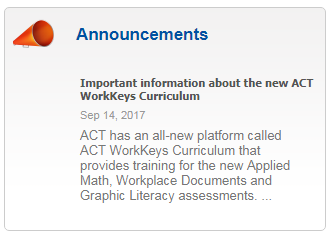 Announcements
Important information about the new ACT
WorkKeys Curriculum
Sep 14, 2017
ACT has an all-new platform called
ACT WorkKeys Curriculum that
provides training for the new Applied
Math, Workplace Documents and
Graphic Literacy assessments. ...